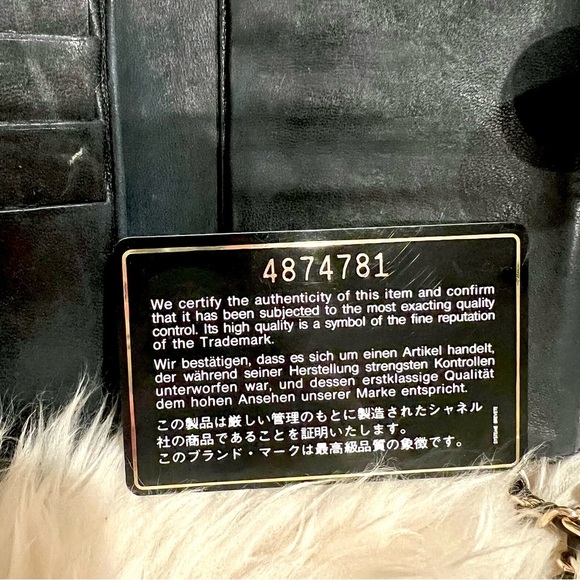 4874781
We certify the authenticity of this item and confirm
that it has been subjected to the most exacting quality
control. Its high quality is a symbol of the fine reputation
of the Trademark.
Wir bestätigen, dass es sich um einen Artikel handelt,
der während seiner Herstellung strengsten Kontrollen
unterworfen war, und dessen erstklassige Qualität
dem hohen Ansehen unserer Marke entspricht.
この製品は厳しい管理のもとに製造されたシャネル
社の商品であることを証明いたします。
このブランド・マークは最高級品質の象徴です。